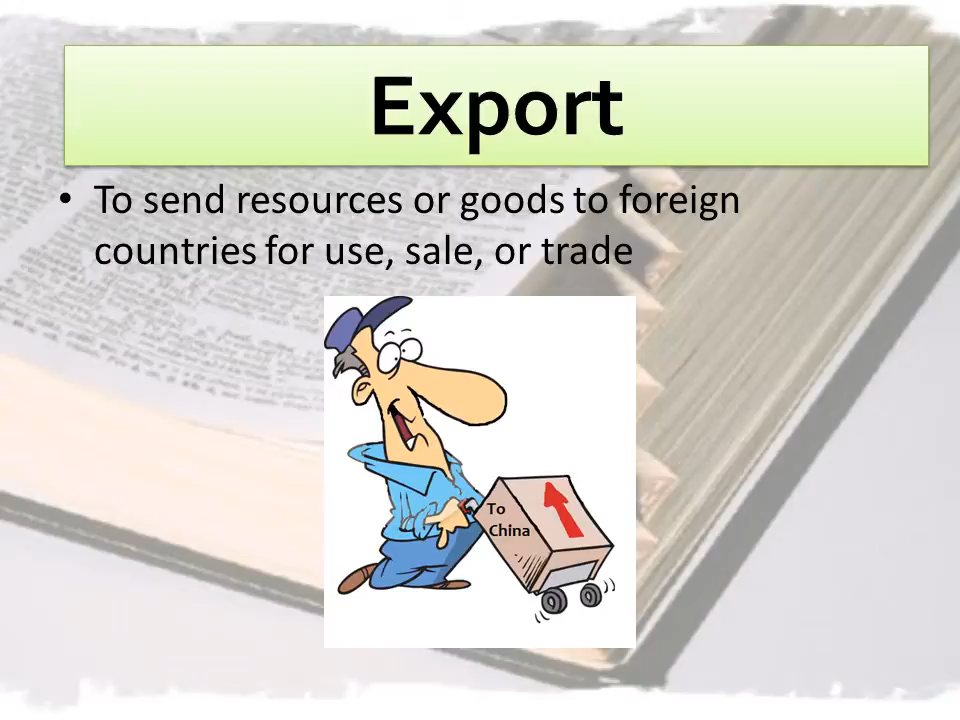 Export
• To send resources or goods to foreign
countries for use, sale, or trade
To
China